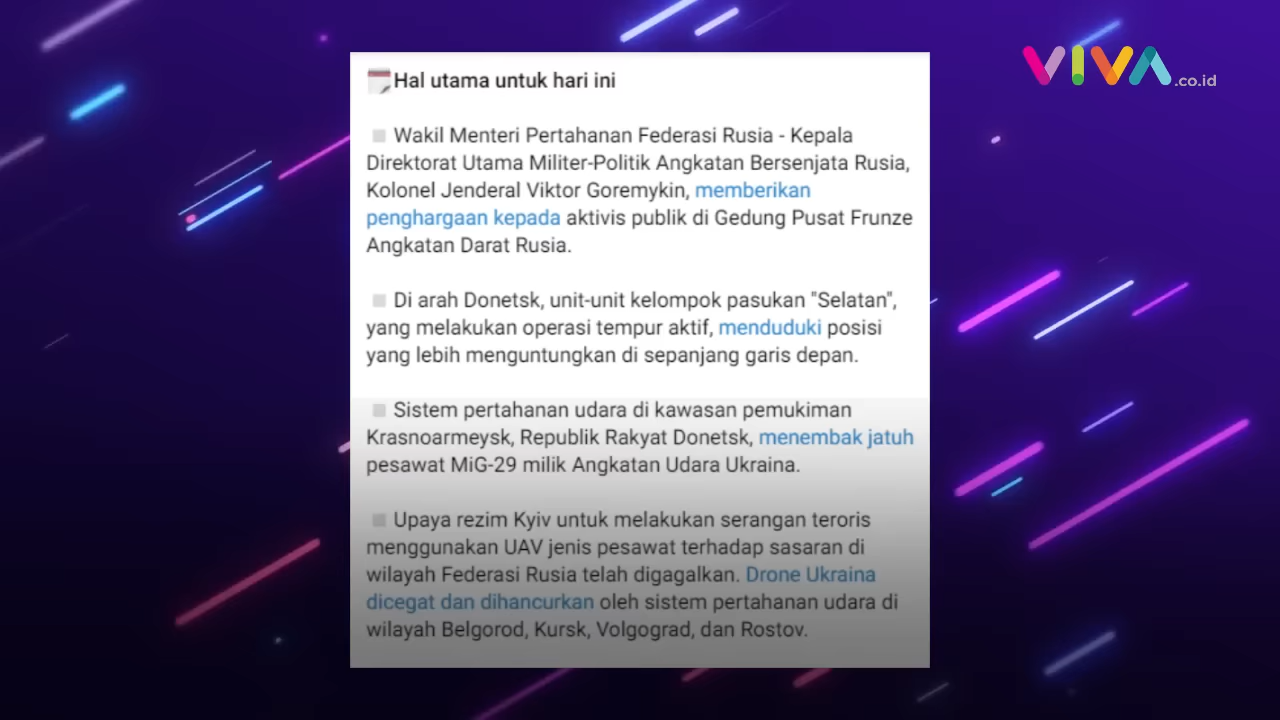 VIVA.co.id
Hal utama untuk hari ini
Wakil Menteri Pertahanan Federasi Rusia - Kepala
Direktorat Utama Militer-Politik Angkatan Bersenjata Rusia,
Kolonel Jenderal Viktor Goremykin, memberikan
penghargaan kepada aktivis publik di Gedung Pusat Frunze
Angkatan Darat Rusia.
Di arah Donetsk, unit-unit kelompok pasukan "Selatan",
yang melakukan operasi tempur aktif, menduduki posisi
yang lebih menguntungkan di sepanjang garis depan.
Sistem pertahanan udara di kawasan pemukiman
Krasnoarmeysk, Republik Rakyat Donetsk, menembak jatuh
pesawat MiG-29 milik Angkatan Udara Ukraina.
Upaya rezim Kyiv untuk melakukan serangan teroris
menggunakan UAV jenis pesawat terhadap sasaran di
wilayah Federasi Rusia telah digagalkan. Drone Ukraina
dicegat dan dihancurkan oleh sistem pertahanan udara di
wilayah Belgorod, Kursk, Volgograd, dan Rostov.